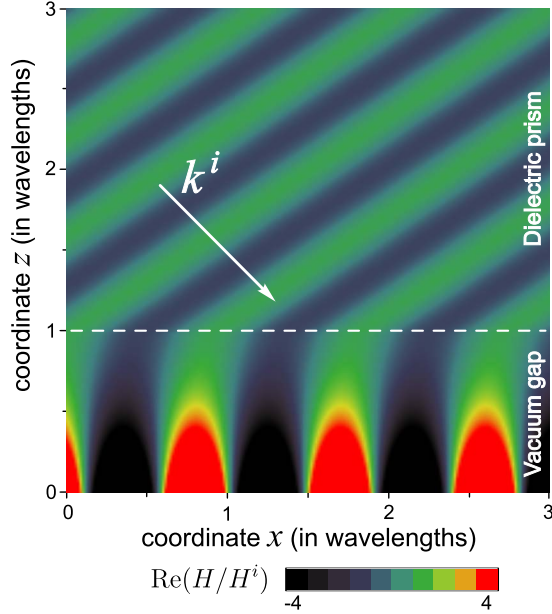 3
2
1
0
coordinate z (in wavelengths)
k^i
Dielectric prism
Vacuum gap
0
1
2
3
coordinate x (in wavelengths)
Re(H/H^i)
-4
4